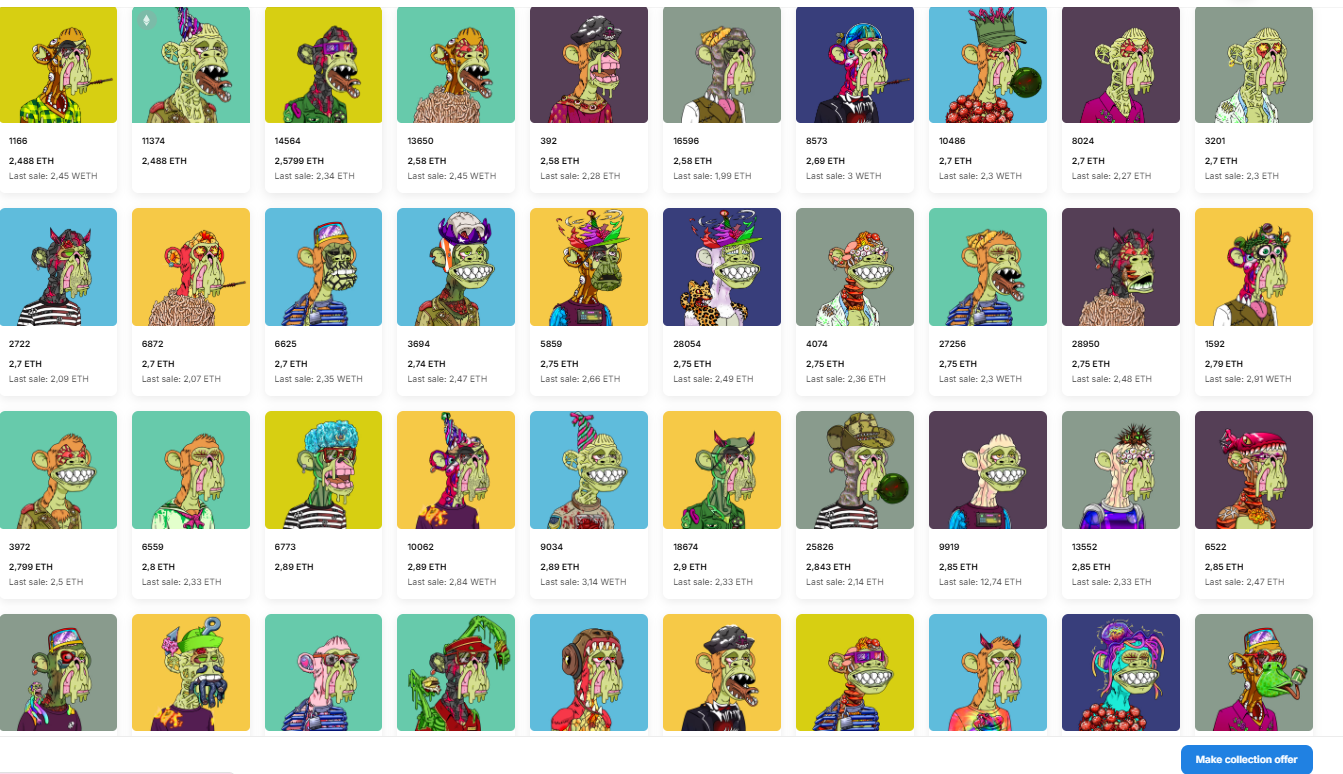 1166
2,488 ETH
Last sale: 2,45 WETH
11374
2,488 ETH
14564
2,5799 ETH
Last sale: 2,34 ETH
13650
2,58 ETH
Last sale: 2,45 WETH
392
2,58 ETH
Last sale: 2,28 ETH
16596
2,58 ETH
Last sale: 1,99 ETH
8573
2,69 ETH
Last sale: 3 WETH
10486
2,7 ETH
Last sale: 2,3 WETH
8024
2,7 ETH
Last sale: 2,27 ETH
3201
2,7 ETH
Last sale: 2,3 ETH
2722
2,7 ETH
Last sale: 2,09 ETH
6872
2,7 ETH
Last sale: 2,07 ETH
6625
2,7 ETH
Last sale: 2,35 WETH
3694
2,74 ETH
Last sale: 2,47 ETH
5859
2,75 ETH
Last sale: 2,66 ETH
28054
2,75 ETH
Last sale: 2,49 ETH
4074
2,75 ETH
Last sale: 2,36 ETH
27256
2,75 ETH
Last sale: 2,3 WETH
28950
2,75 ETH
Last sale: 2,48 ETH
1592
2,79 ETH
Last sale: 2,91 WETH
3972
2,799 ETH
Last sale: 2,5 ETH
6559
2,8 ETH
Last sale: 2,33 ETH
6773
2,89 ETH
10062
2,89 ETH
Last sale: 2,84 WETH
9034
2,89 ETH
Last sale: 3,14 WETH
18674
2,9 ETH
Last sale: 2,33 ETH
25826
2,843 ETH
Last sale: 2,14 ETH
9919
2,85 ETH
Last sale: 12,74 ETH
13552
2,85 ETH
Last sale: 2,33 ETH
6522
2,85 ETH
Last sale: 2,47 ETH
Make collection offer